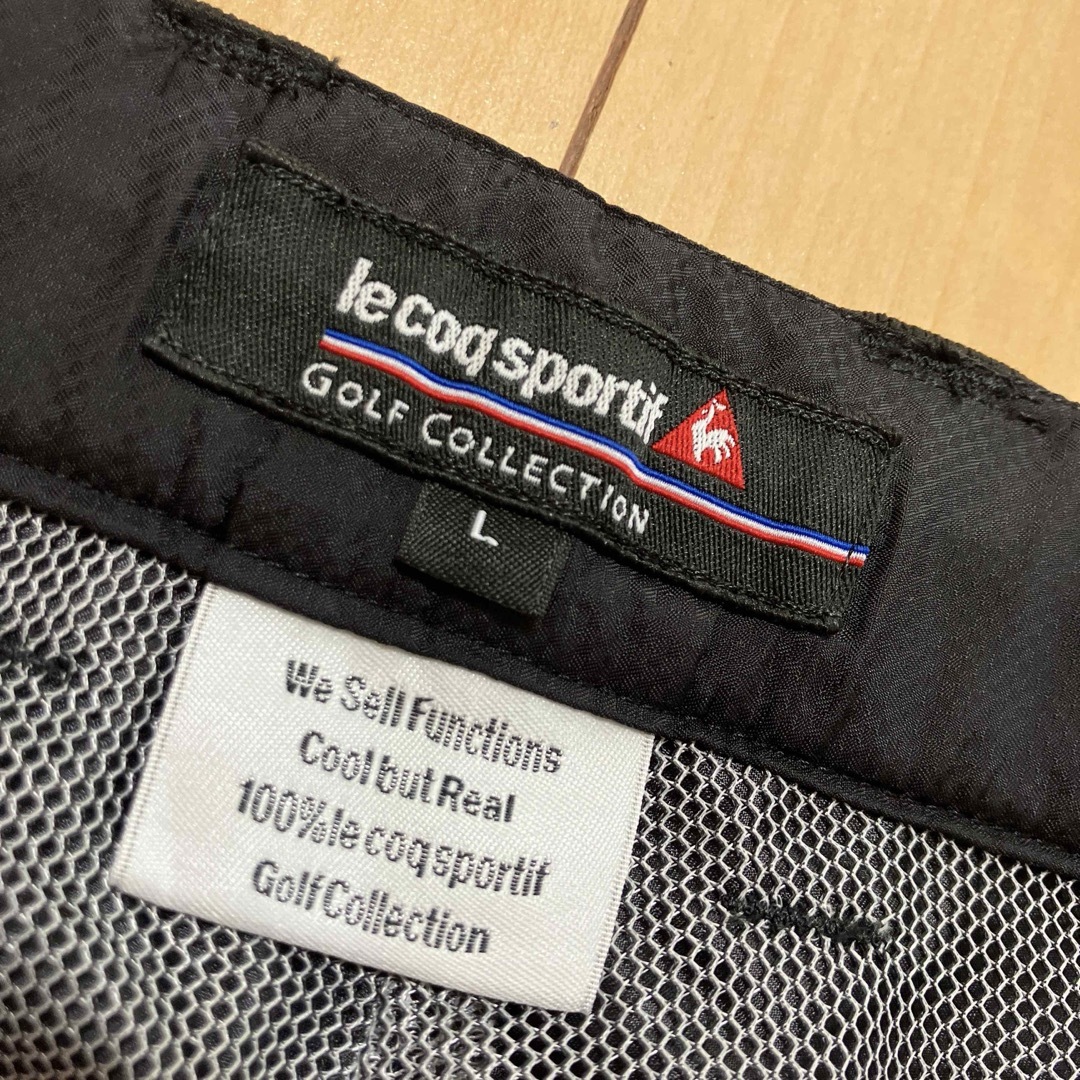 le coq sportif
GOLF COLLECTION
L
We Sell Functions
Cool but Real
100% le coq sportif
Golf Collection